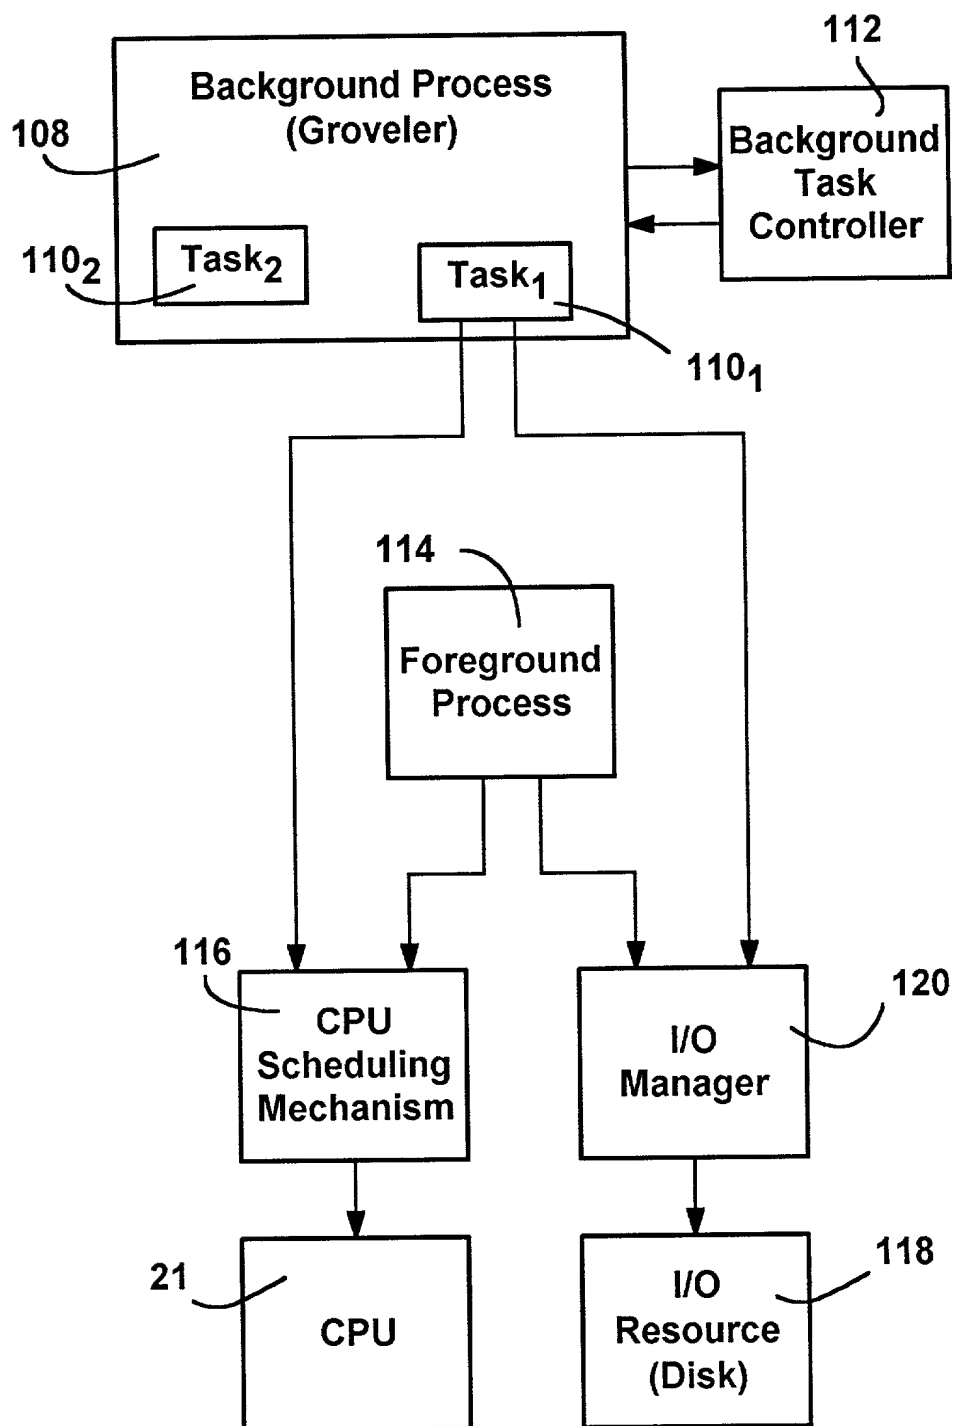 112
Background Process
(Groveler)
108
Background
Task
Controller
110₂
Task₂
Task₁
110₁
114
Foreground
Process
116
120
CPU
Scheduling
Mechanism
I/O
Manager
21
118
CPU
I/O
Resource
(Disk)